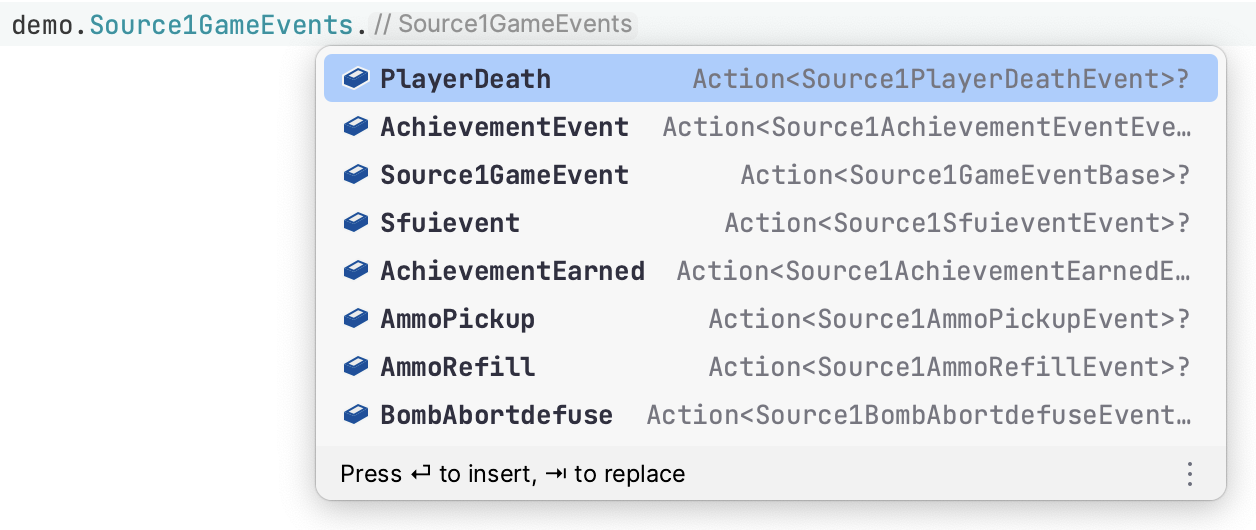 demo.Source1GameEvents. // Source1GameEvents
PlayerDeath Action<Source1PlayerDeathEvent>?
AchievementEvent Action<Source1AchievementEventEve…
Source1GameEvent Action<Source1GameEventBase>?
Sfuievent Action<Source1SfuieventEvent>?
AchievementEarned Action<Source1AchievementEarnedE…
AmmoPickup Action<Source1AmmoPickupEvent>?
AmmoRefill Action<Source1AmmoRefillEvent>?
BombAbortdefuse Action<Source1BombAbortdefuseEvent…
Press ↵ to insert, ⇥ to replace